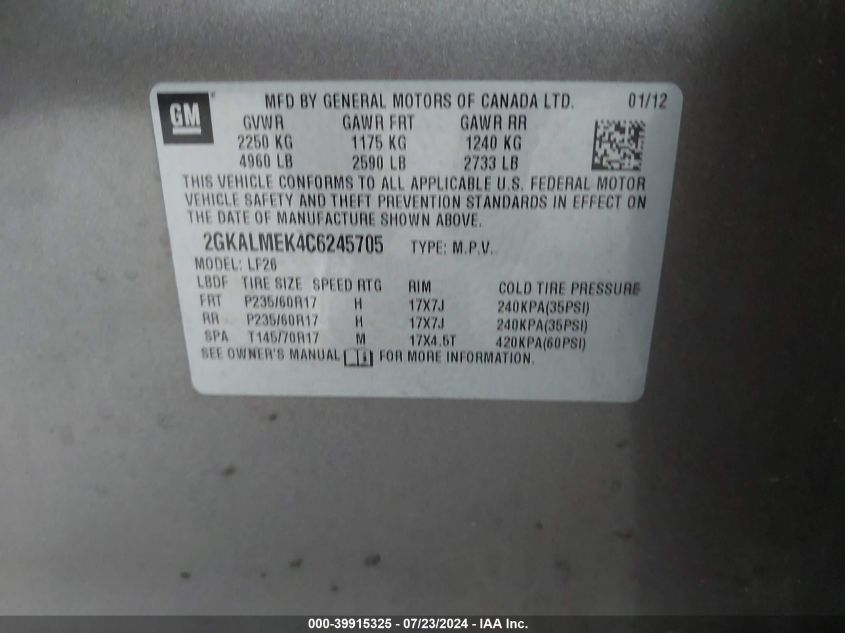 GM ® MFD BY GENERAL MOTORS OF CANADA LTD. 01/12
GVWR GAWR FRT GAWR RR
2250 KG 1175 KG 1240 KG
4960 LB 2590 LB 2733 LB
THIS VEHICLE CONFORMS TO ALL APPLICABLE U.S. FEDERAL MOTOR
VEHICLE SAFETY AND THEFT PREVENTION STANDARDS IN EFFECT ON
THE DATE OF MANUFACTURE SHOWN ABOVE.
2GKALMEK4C6245705 TYPE: M.P.V.
MODEL: LF26
LBDF TIRE SIZE SPEED RTG RIM COLD TIRE PRESSURE
FRT P235/60R17 H 17X7J 240KPA(35PSI)
RR P235/60R17 H 17X7J 240KPA(35PSI)
SPA T145/70R17 M 17X4.5T 420KPA(60PSI)
SEE OWNER'S MANUAL FOR MORE INFORMATION.
000-39915325 - 07/23/2024 - IAA Inc.